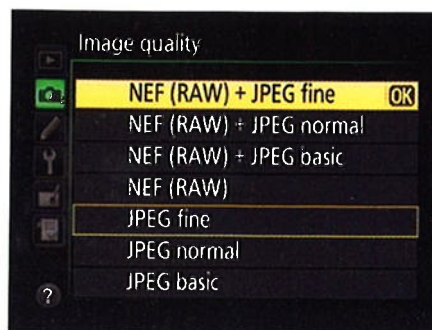 Image quality
NEF (RAW) + JPEG fine OK
NEF (RAW) + JPEG normal
NEF (RAW) + JPEG basic
NEF (RAW)
JPEG fine
JPEG normal
JPEG basic
?